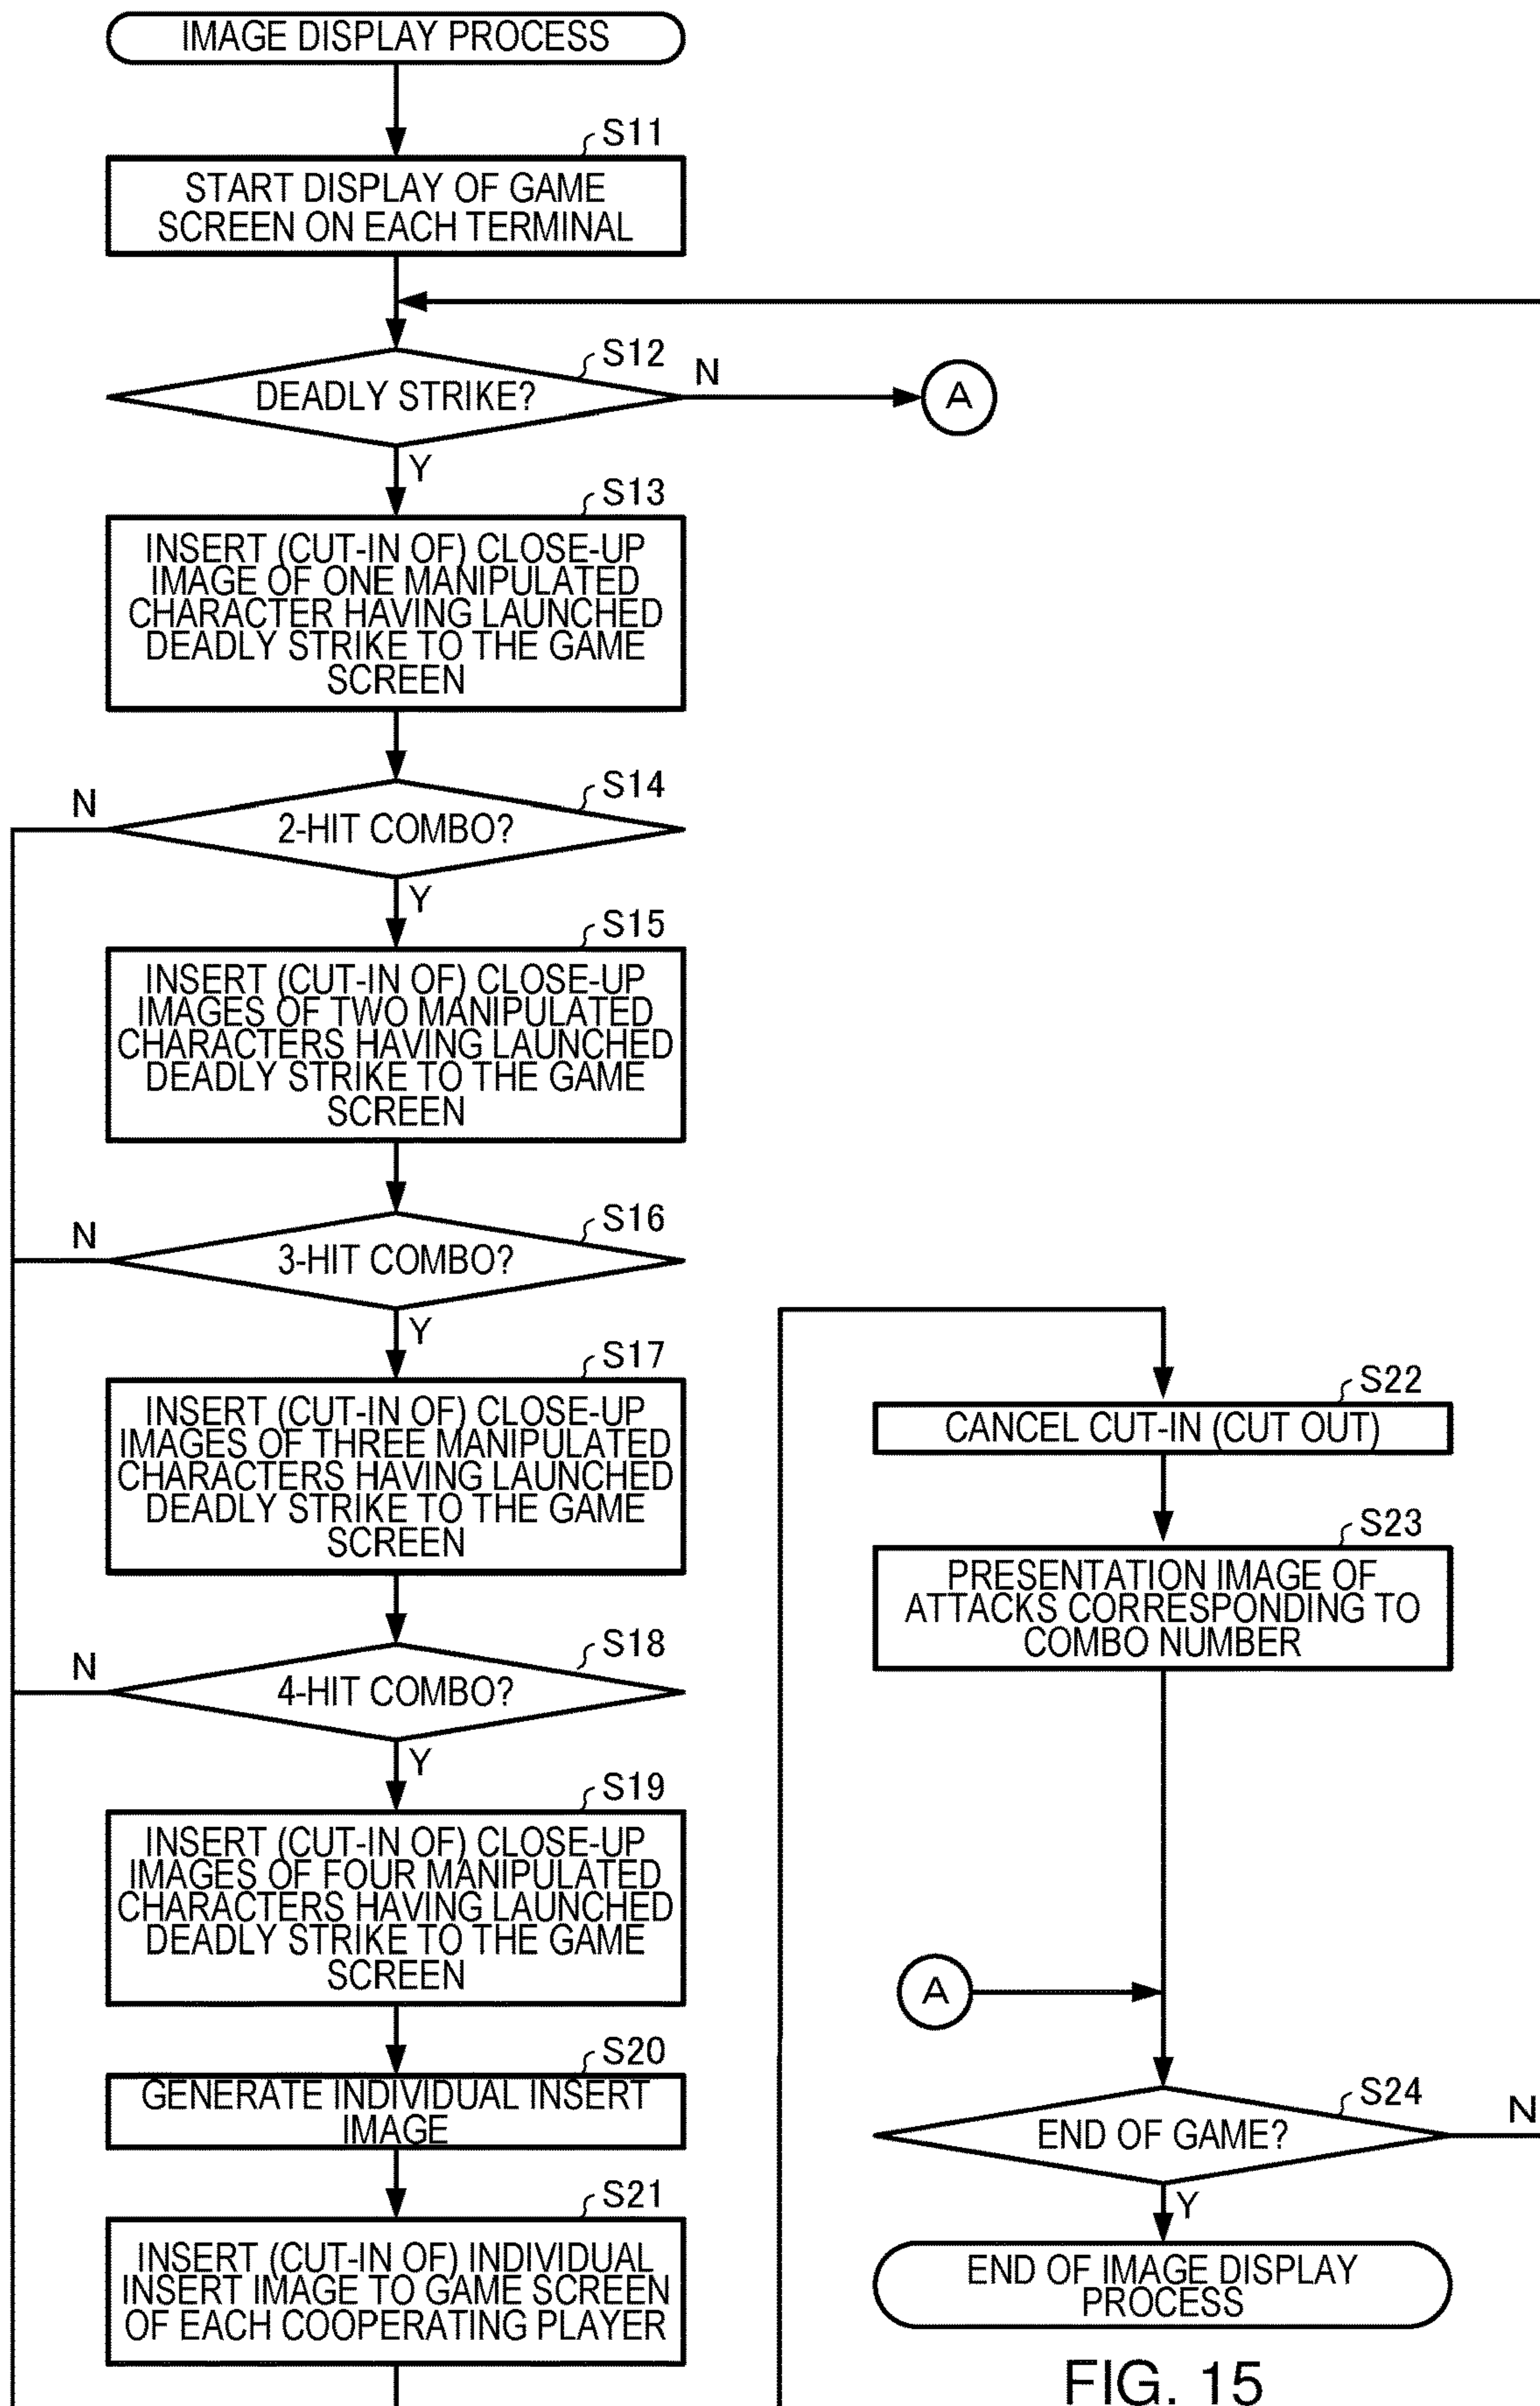 IMAGE DISPLAY PROCESS
S11
START DISPLAY OF GAME
SCREEN ON EACH TERMINAL
S12
DEADLY STRIKE?
N
A
Y
S13
INSERT (CUT-IN OF) CLOSE-UP
IMAGE OF ONE MANIPULATED
CHARACTER HAVING LAUNCHED
DEADLY STRIKE TO THE GAME
SCREEN
S14
N
2-HIT COMBO?
Y
S15
INSERT (CUT-IN OF) CLOSE-UP
IMAGES OF TWO MANIPULATED
CHARACTERS HAVING LAUNCHED
DEADLY STRIKE TO THE GAME
SCREEN
S16
N
3-HIT COMBO?
Y
S17
INSERT (CUT-IN OF) CLOSE-UP
IMAGES OF THREE MANIPULATED
CHARACTERS HAVING LAUNCHED
DEADLY STRIKE TO THE GAME
SCREEN
S18
N
4-HIT COMBO?
Y
S19
INSERT (CUT-IN OF) CLOSE-UP
IMAGES OF FOUR MANIPULATED
CHARACTERS HAVING LAUNCHED
DEADLY STRIKE TO THE GAME
SCREEN
S20
GENERATE INDIVIDUAL INSERT
IMAGE
S21
INSERT (CUT-IN OF) INDIVIDUAL
INSERT IMAGE TO GAME SCREEN
OF EACH COOPERATING PLAYER
S22
CANCEL CUT-IN (CUT OUT)
S23
PRESENTATION IMAGE OF
ATTACKS CORRESPONDING TO
COMBO NUMBER
A
S24
END OF GAME?
N
Y
END OF IMAGE DISPLAY
PROCESS
FIG. 15